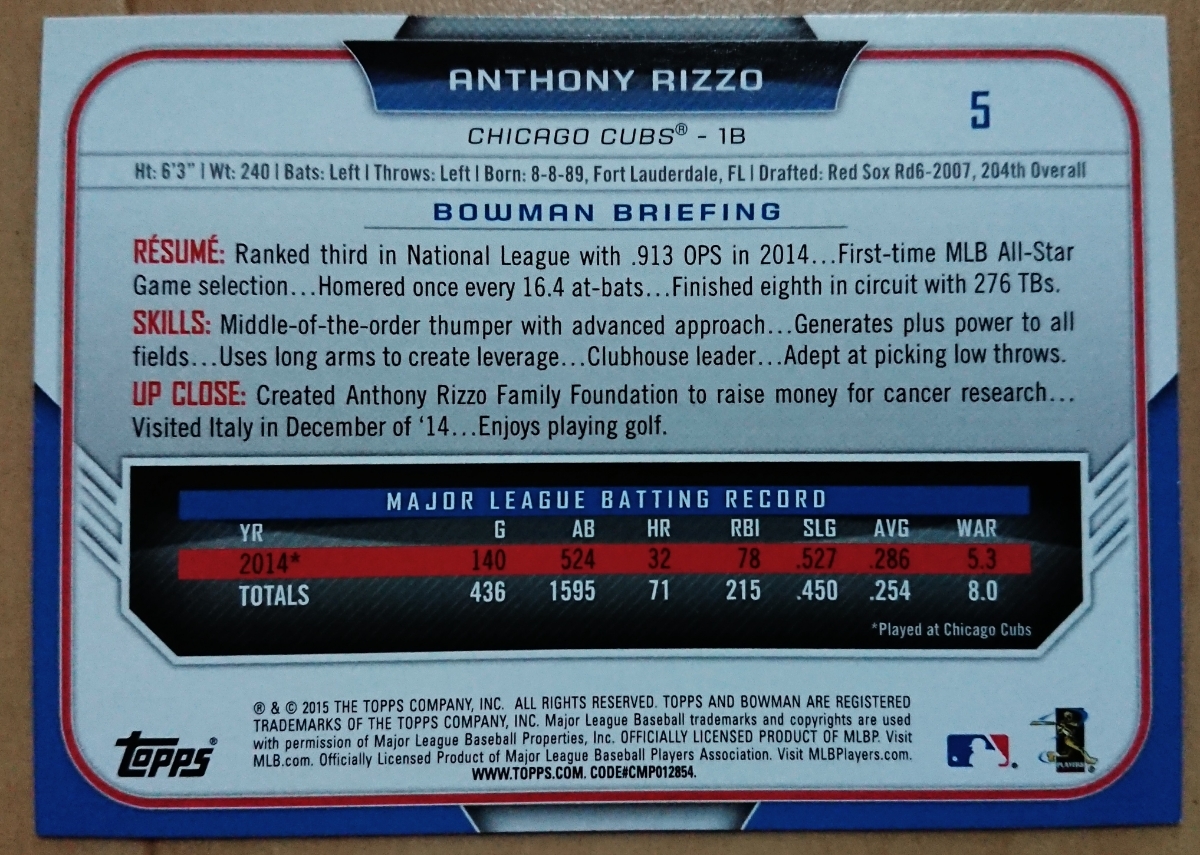 ANTHONY RIZZO
5
CHICAGO CUBS® - 1B
Ht: 6'3" | Wt: 240 | Bats: Left | Throws: Left | Born: 8-8-89, Fort Lauderdale, FL | Drafted: Red Sox Rd6-2007, 204th Overall
BOWMAN BRIEFING
RÉSUMÉ: Ranked third in National League with .913 OPS in 2014...First-time MLB All-Star
Game selection...Homered once every 16.4 at-bats...Finished eighth in circuit with 276 TBs.
SKILLS: Middle-of-the-order thumper with advanced approach...Generates plus power to all
fields...Uses long arms to create leverage...Clubhouse leader...Adept at picking low throws.
UP CLOSE: Created Anthony Rizzo Family Foundation to raise money for cancer research...
Visited Italy in December of '14...Enjoys playing golf.
MAJOR LEAGUE BATTING RECORD
YR G AB HR RBI SLG AVG WAR
2014* 140 524 32 78 .527 .286 5.3
TOTALS 436 1595 71 215 .450 .254 8.0
*Played at Chicago Cubs
® & © 2015 THE TOPPS COMPANY, INC. ALL RIGHTS RESERVED. TOPPS AND BOWMAN ARE REGISTERED
TRADEMARKS OF THE TOPPS COMPANY, INC. Major League Baseball trademarks and copyrights are used
with permission of Major League Baseball Properties, Inc. OFFICIALLY LICENSED PRODUCT OF MLBP. Visit
MLB.com. Officially Licensed Product of Major League Baseball Players Association. Visit MLBPlayers.com.
WWW.TOPPS.COM. CODE#CMP012854.
topps®
PLAYERS